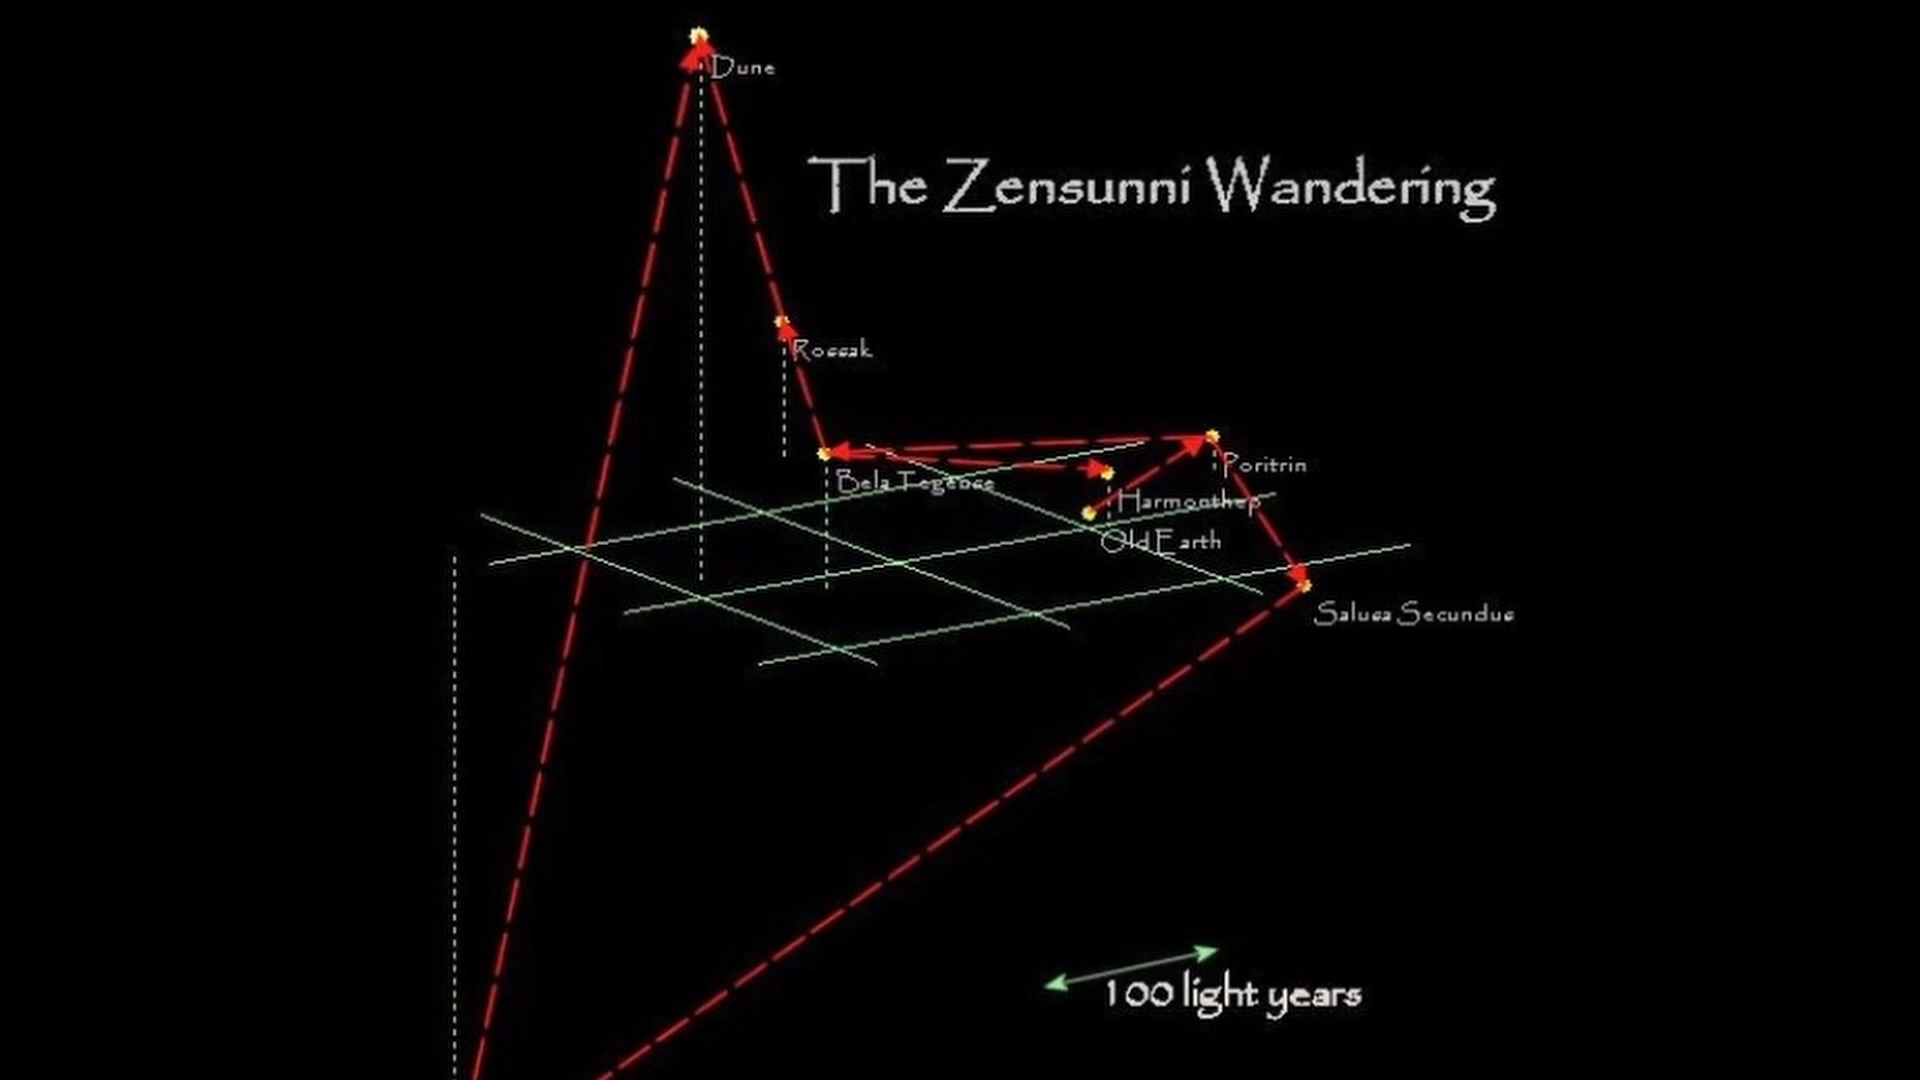 Dune
The Zensunni Wandering
Rossak
Poritrin
Bela Tegeuse
Harmonthep
Old Earth
Salusa Secundus
100 light years